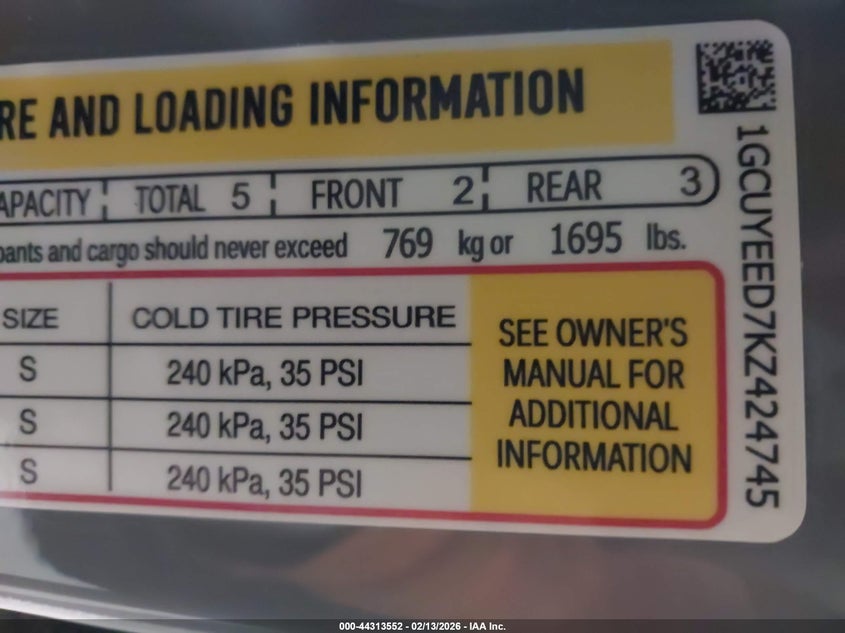 RE AND LOADING INFORMATION
APACITY TOTAL 5 FRONT 2 REAR 3
pants and cargo should never exceed 769 kg or 1695 lbs.
SIZE COLD TIRE PRESSURE
S 240 kPa, 35 PSI
S 240 kPa, 35 PSI
S 240 kPa, 35 PSI
SEE OWNER'S
MANUAL FOR
ADDITIONAL
INFORMATION
1GCUYEED7KZ424745
000-44313552 - 02/13/2026 - IAA Inc.